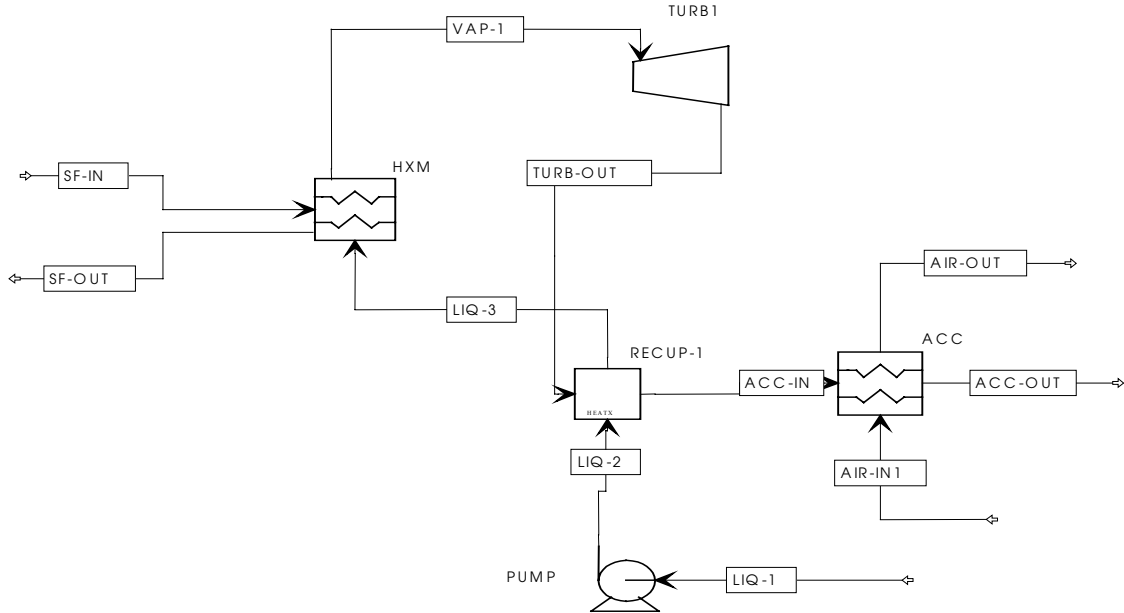 TURB1
VAP-1
HXM
SF-IN
TURB-OUT
AIR-OUT
SF-OUT
LIQ-3
ACC
RECUP-1
ACC-IN
ACC-OUT
HEATX
LIQ-2
AIR-IN1
PUMP
LIQ-1